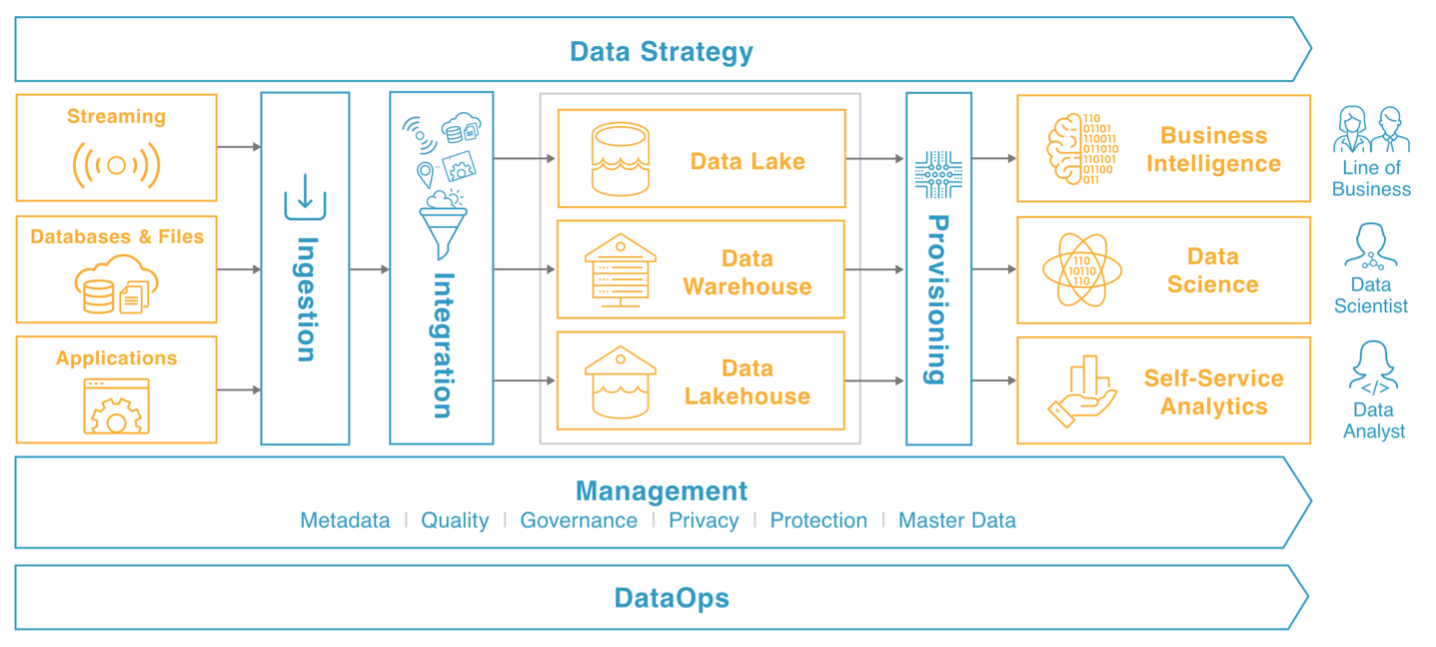 Data Strategy
Streaming
Databases & Files
Applications
Ingestion
Integration
Data Lake
Data
Warehouse
Data
Lakehouse
Provisioning
110
01101
110011
011010
110101
01100
011
Business
Intelligence
110
10110
110
Data
Science
Self-Service
Analytics
Line of
Business
Data
Scientist
</>
Data
Analyst
Management
Metadata | Quality | Governance | Privacy | Protection | Master Data
DataOps